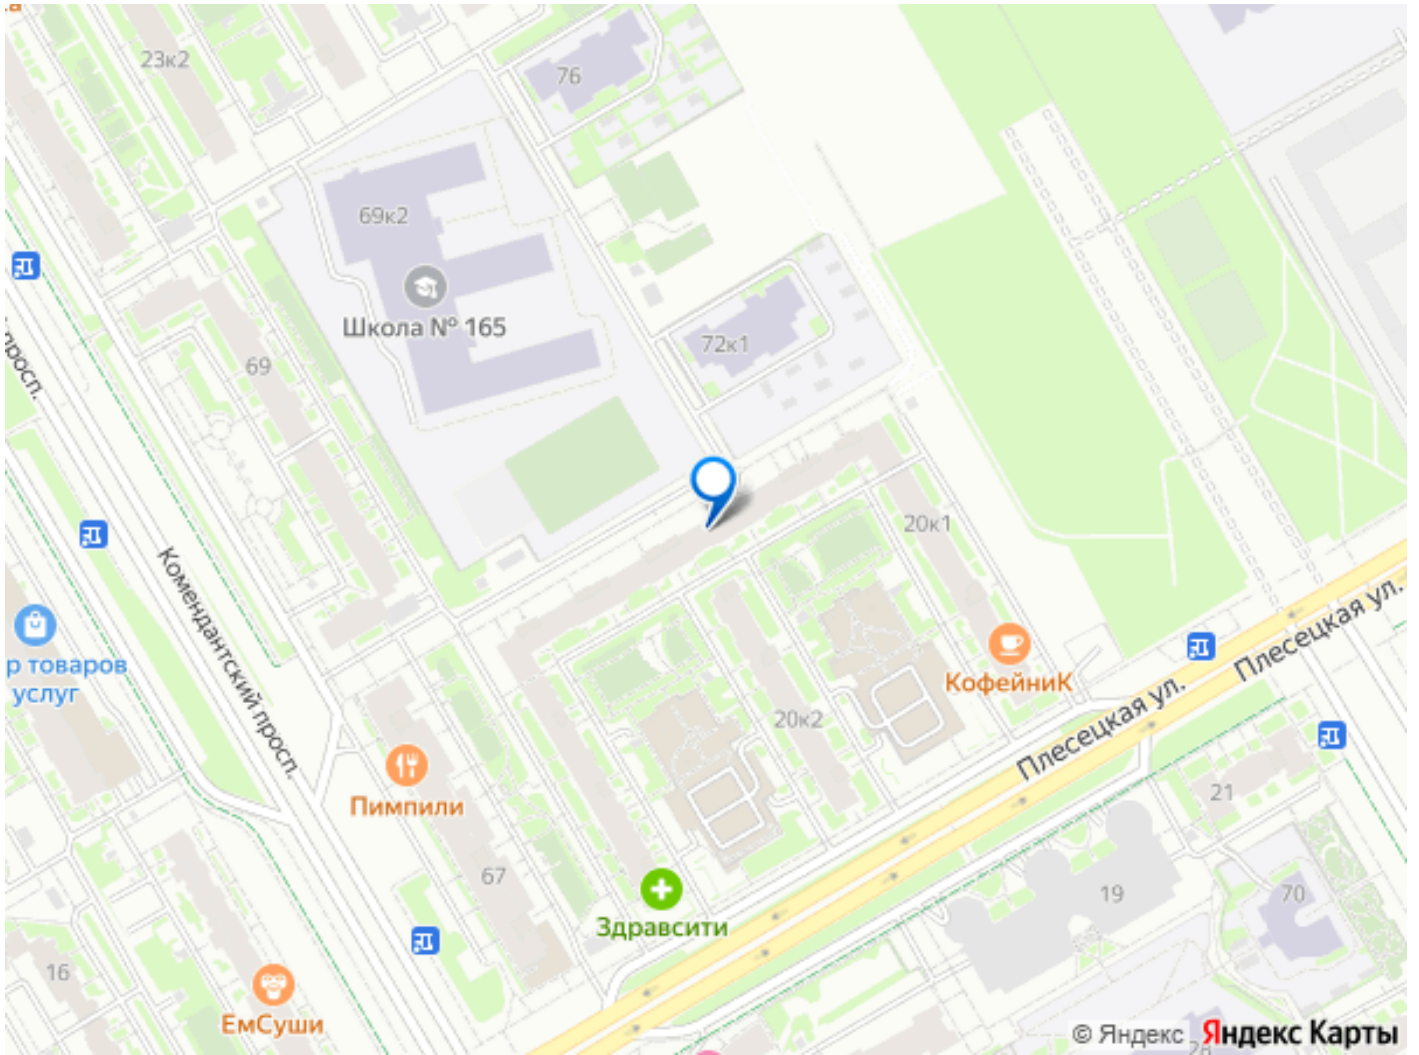 23к2
76
69к2
Школа № 165
просп.
69
72к1
20к1
Комендантский просп.
р товаров
услуг
КофейниК
Плесецкая ул.
Плесецкая ул.
20к2
Пимпили
21
67
19
70
Здравсити
16
ЕмСуши
© Яндекс Яндекс Карты